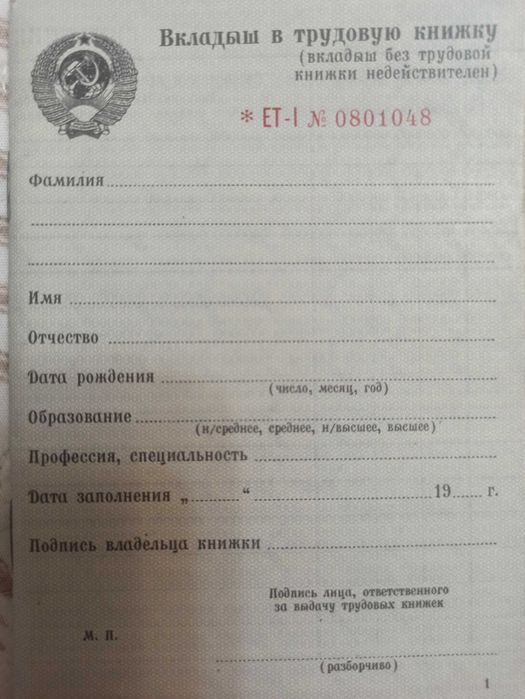 Вкладыш в трудовую книжку
(вкладыш без трудовой
книжки недействителен)
* ЕТ-I № 0801048
Фамилия
Имя
Отчество
Дата рождения
(число, месяц, год)
Образование
(н/среднее, среднее, н/высшее, высшее)
Профессия, специальность
Дата заполнения „ “ 19 г.
Подпись владельца книжки
Подпись лица, ответственного
за выдачу трудовых книжек
М. П.
(разборчиво)
1